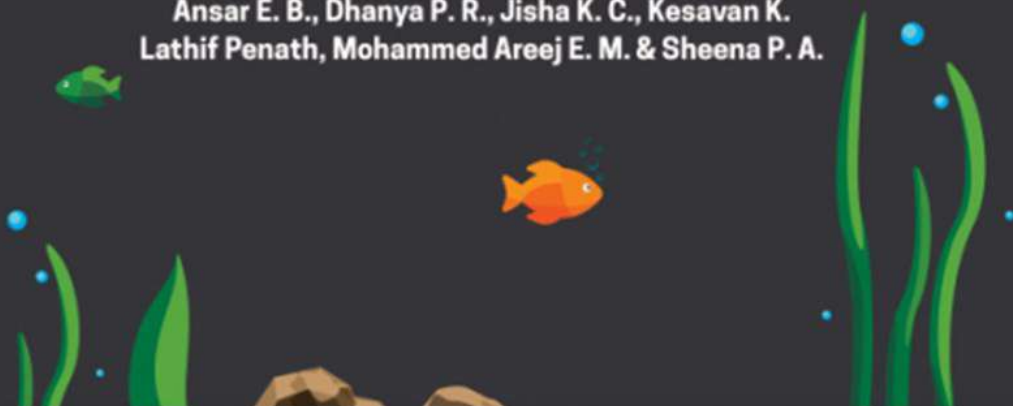 Ansar E. B., Dhanya P. R., Jisha K. C., Kesavan K.
Lathif Penath, Mohammed Areej E. M. & Sheena P. A.